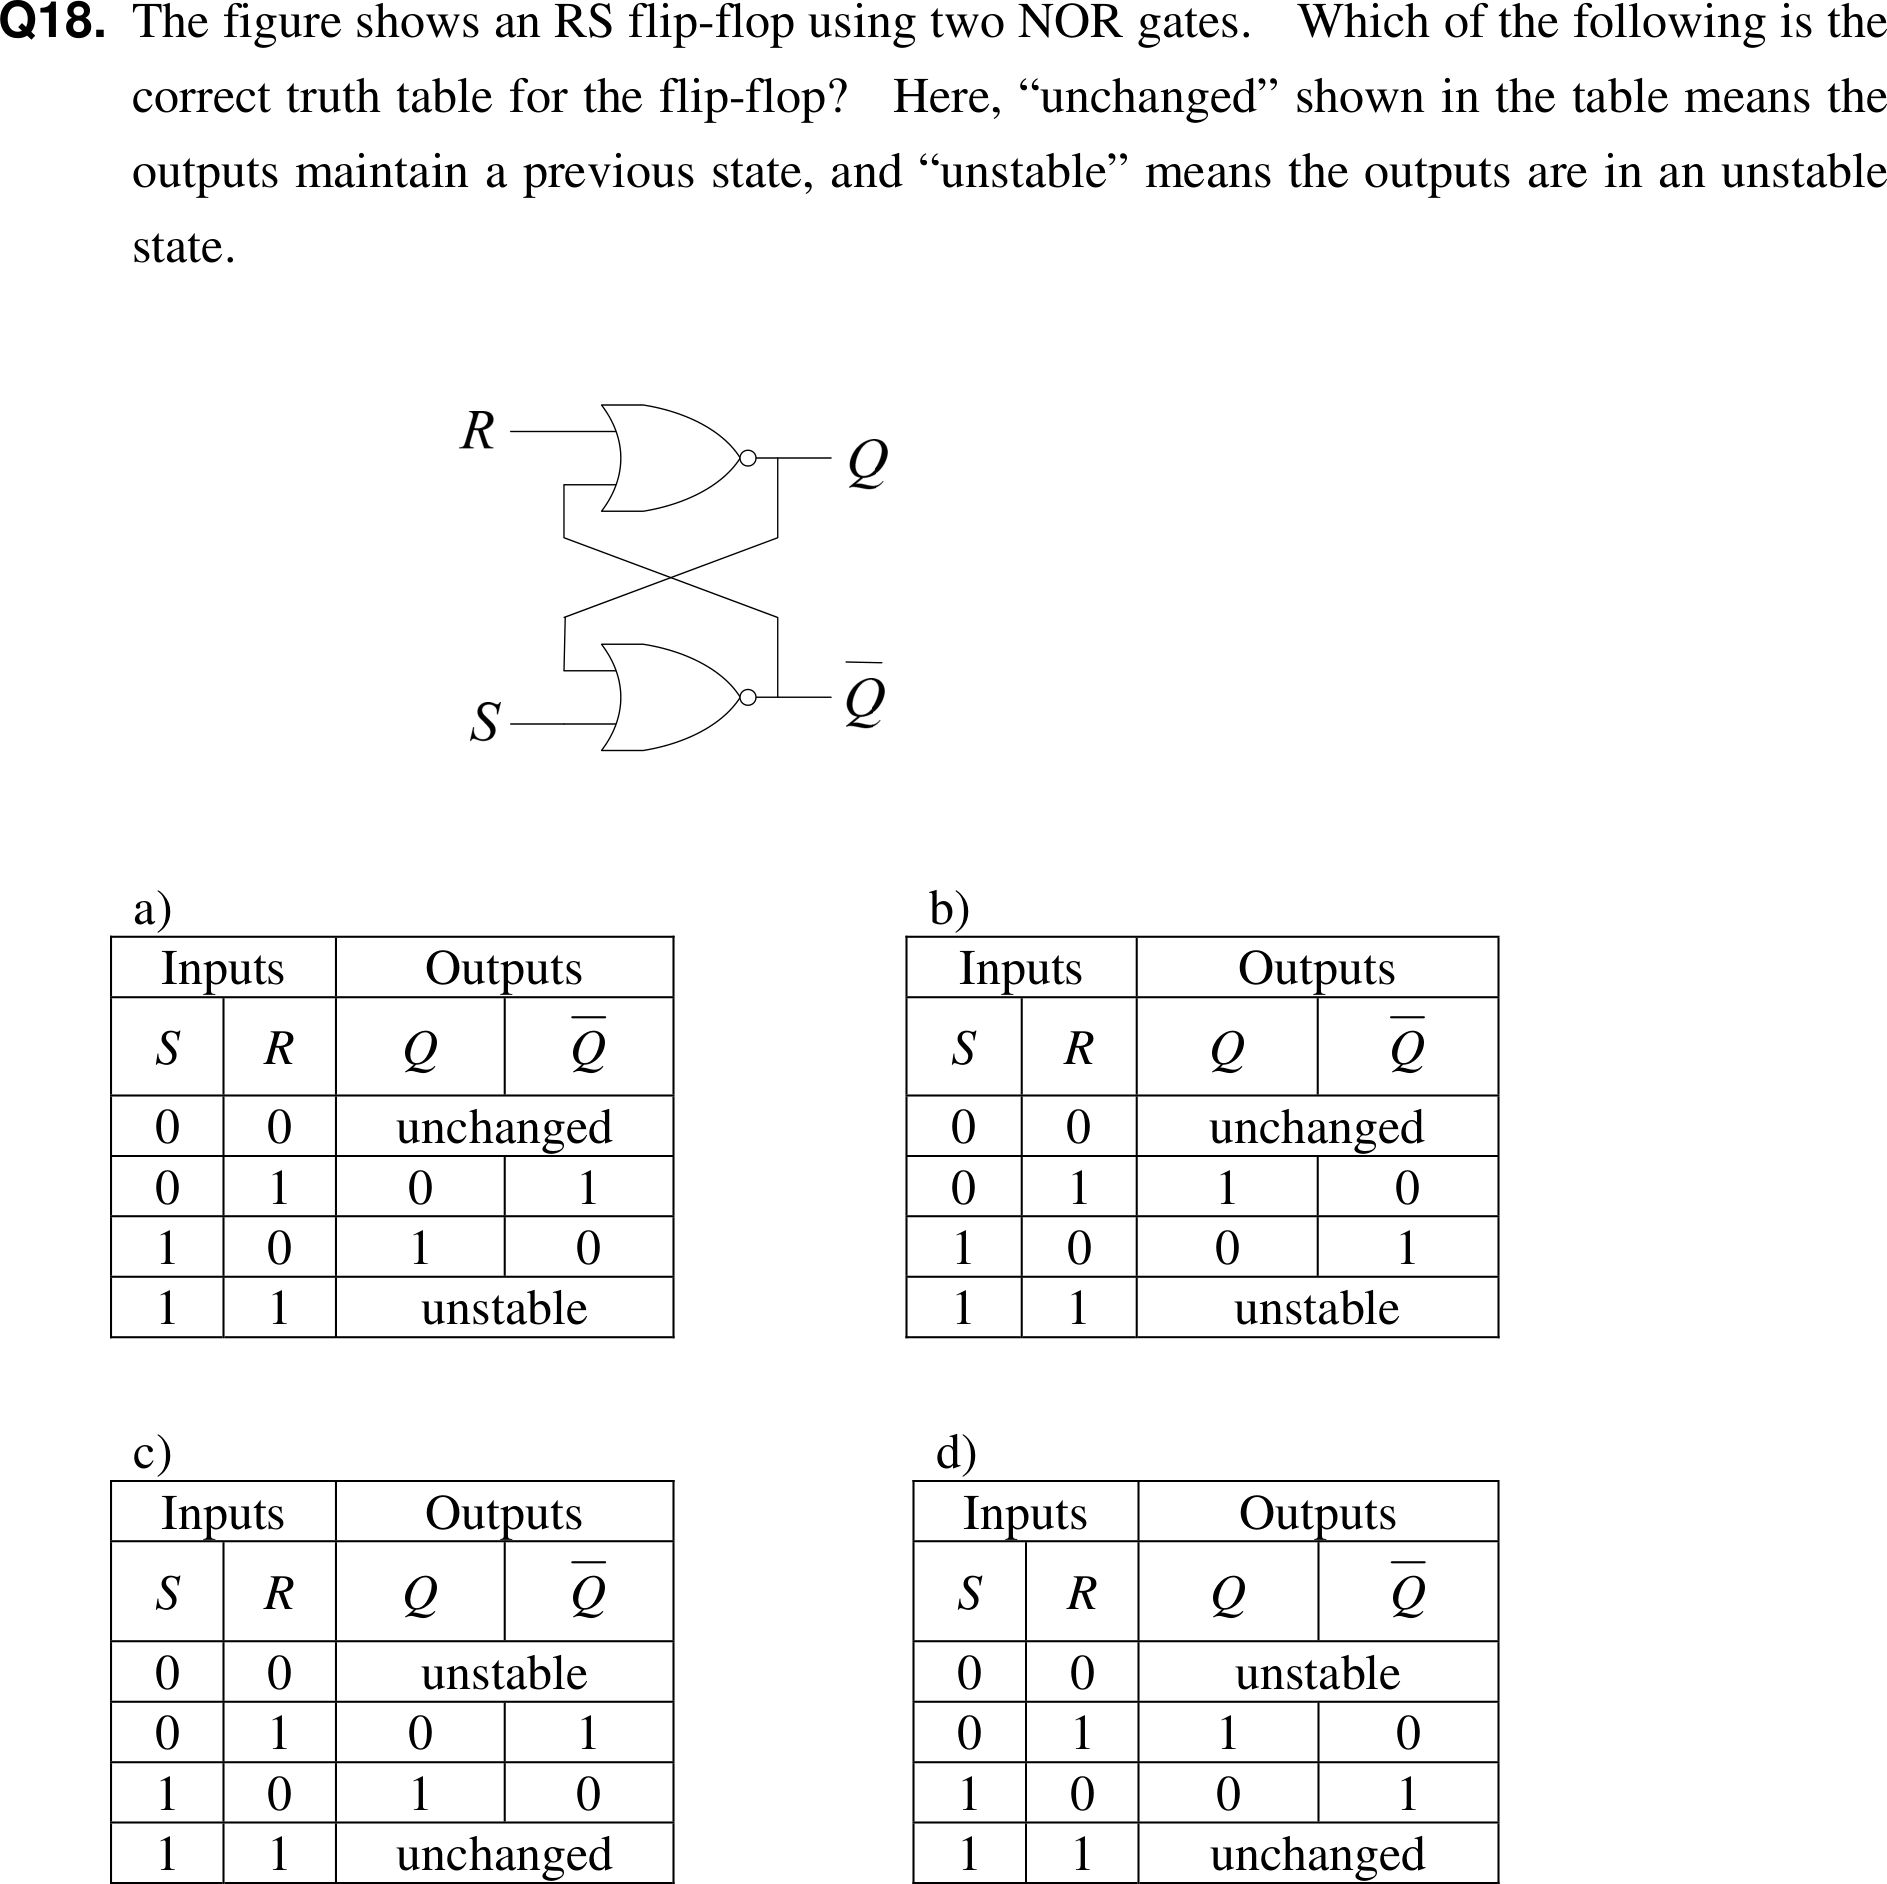 Q18. The figure shows an RS flip-flop using two NOR gates. Which of the following is the
correct truth table for the flip-flop? Here, “unchanged” shown in the table means the
outputs maintain a previous state, and “unstable” means the outputs are in an unstable
state.
R
Q
S
Q̅
a)
Inputs Outputs
S R Q Q̅
0 0 unchanged
0 1 0 1
1 0 1 0
1 1 unstable
b)
Inputs Outputs
S R Q Q̅
0 0 unchanged
0 1 1 0
1 0 0 1
1 1 unstable
c)
Inputs Outputs
S R Q Q̅
0 0 unstable
0 1 0 1
1 0 1 0
1 1 unchanged
d)
Inputs Outputs
S R Q Q̅
0 0 unstable
0 1 1 0
1 0 0 1
1 1 unchanged